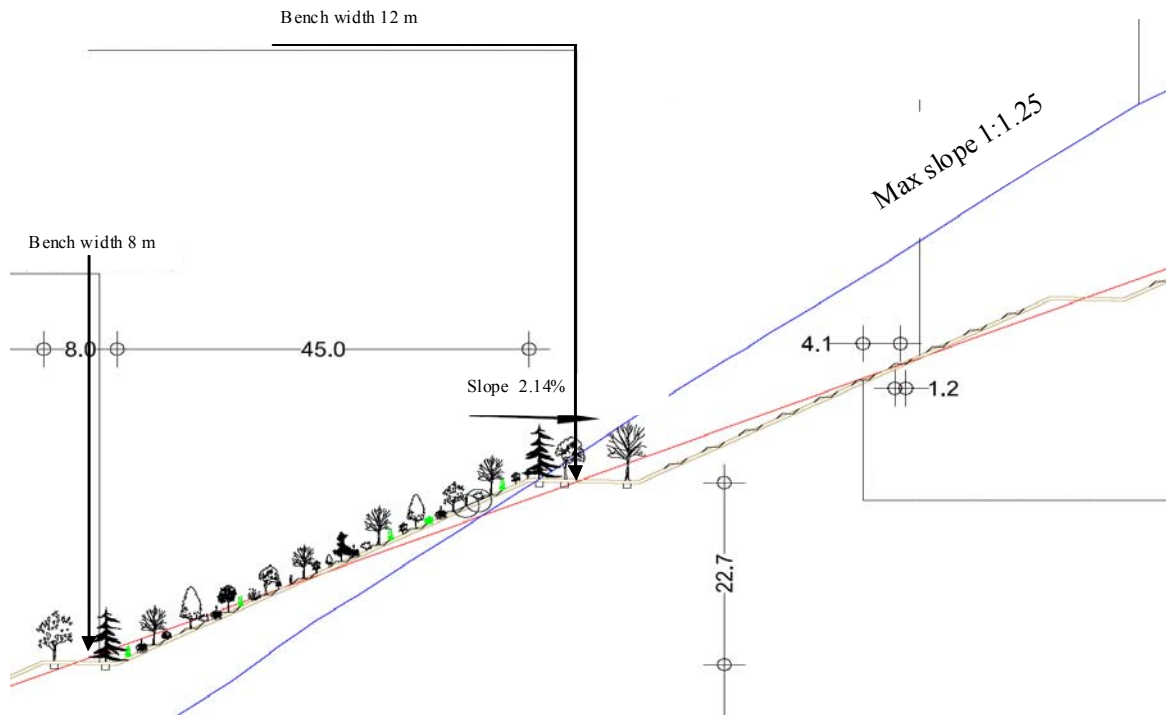 Bench width 12 m
Max slope 1:1.25
Bench width 8 m
8.0
45.0
4.1
Slope 2.14%
1.2
22.7